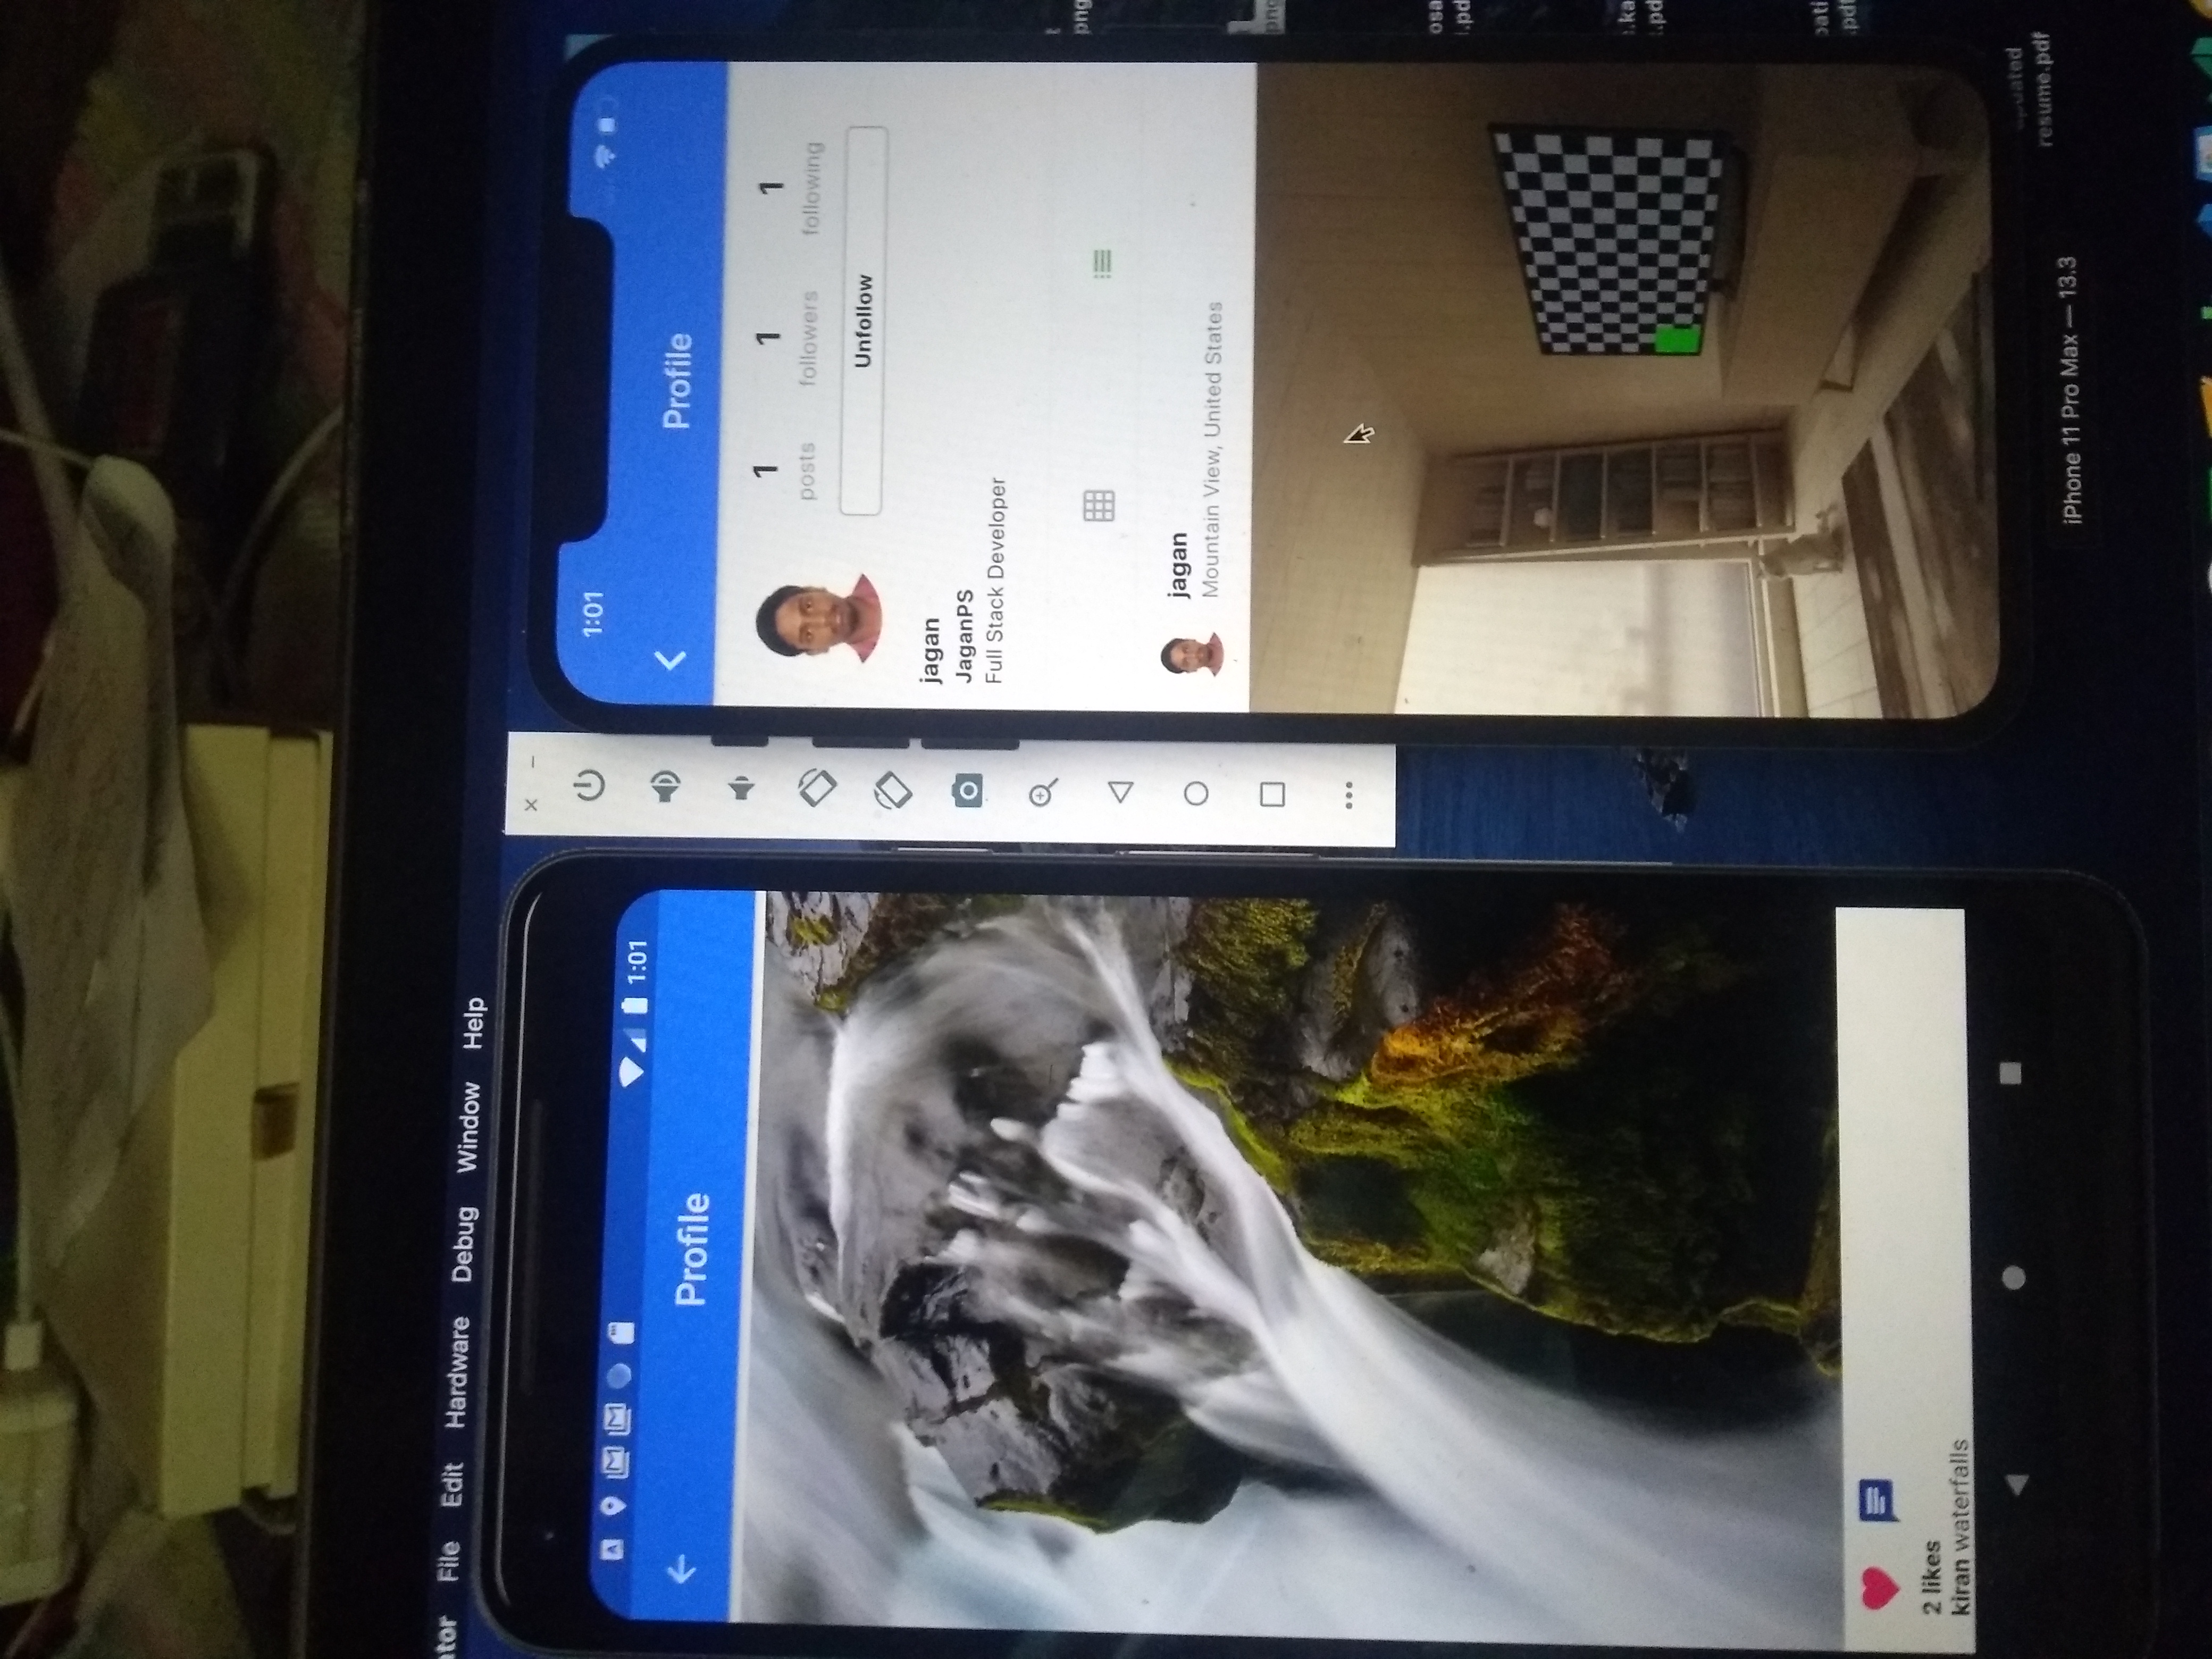 File Edit Hardware Debug Window Help
1:01
Profile
2 likes
kiran waterfalls
1:01
Profile
1 1 1
posts followers following
Unfollow
jagan
JaganPS
Full Stack Developer
jagan
Mountain View, United States
iPhone 11 Pro Max — 13.3
png
resume.pdf